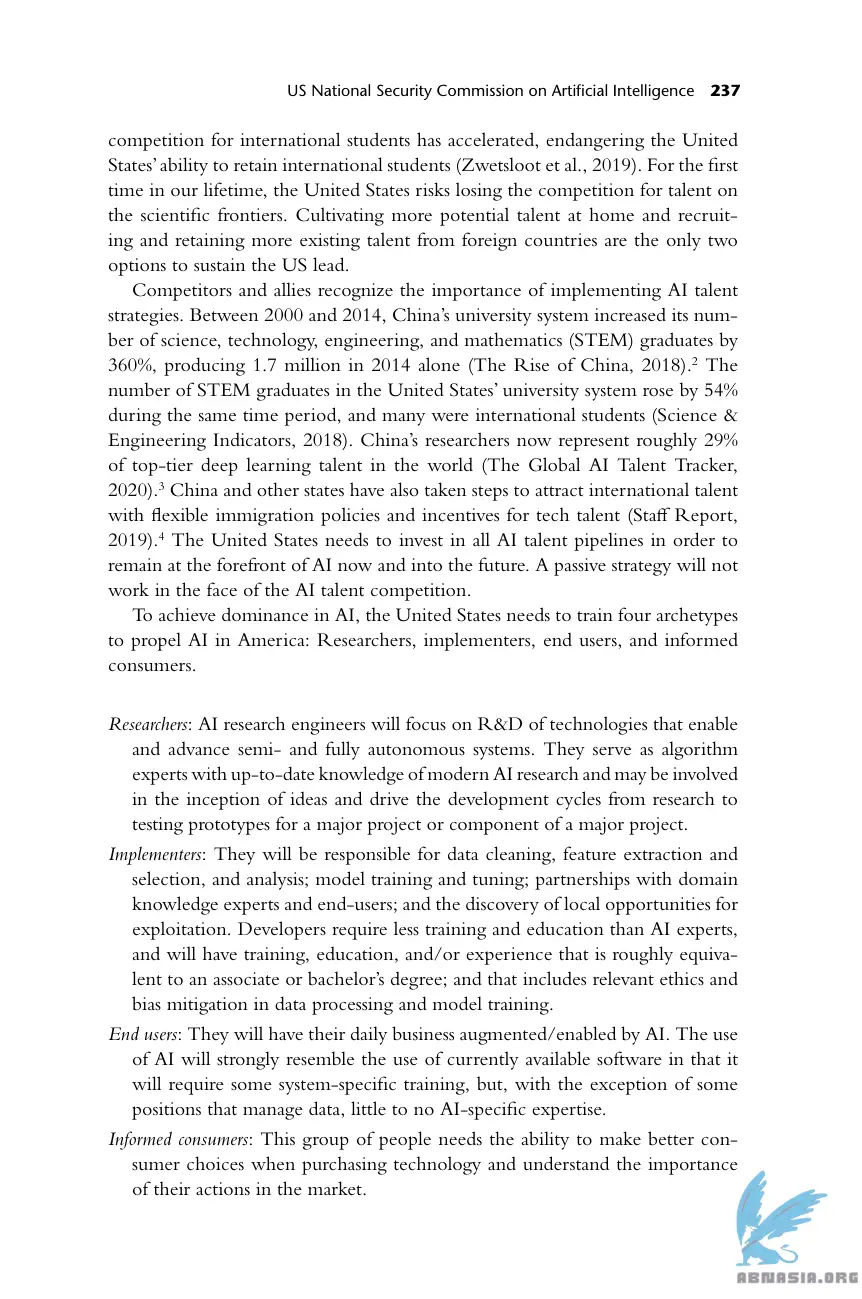 US National Security Commission on Artificial Intelligence 237
competition for international students has accelerated, endangering the United
States’ ability to retain international students (Zwetsloot et al., 2019). For the first
time in our lifetime, the United States risks losing the competition for talent on
the scientific frontiers. Cultivating more potential talent at home and recruit-
ing and retaining more existing talent from foreign countries are the only two
options to sustain the US lead.
Competitors and allies recognize the importance of implementing AI talent
strategies. Between 2000 and 2014, China’s university system increased its num-
ber of science, technology, engineering, and mathematics (STEM) graduates by
360%, producing 1.7 million in 2014 alone (The Rise of China, 2018).² The
number of STEM graduates in the United States’ university system rose by 54%
during the same time period, and many were international students (Science &
Engineering Indicators, 2018). China’s researchers now represent roughly 29%
of top-tier deep learning talent in the world (The Global AI Talent Tracker,
2020).³ China and other states have also taken steps to attract international talent
with flexible immigration policies and incentives for tech talent (Staff Report,
2019).⁴ The United States needs to invest in all AI talent pipelines in order to
remain at the forefront of AI now and into the future. A passive strategy will not
work in the face of the AI talent competition.
To achieve dominance in AI, the United States needs to train four archetypes
to propel AI in America: Researchers, implementers, end users, and informed
consumers.
Researchers: AI research engineers will focus on R&D of technologies that enable
and advance semi- and fully autonomous systems. They serve as algorithm
experts with up-to-date knowledge of modern AI research and may be involved
in the inception of ideas and drive the development cycles from research to
testing prototypes for a major project or component of a major project.
Implementers: They will be responsible for data cleaning, feature extraction and
selection, and analysis; model training and tuning; partnerships with domain
knowledge experts and end-users; and the discovery of local opportunities for
exploitation. Developers require less training and education than AI experts,
and will have training, education, and/or experience that is roughly equiva-
lent to an associate or bachelor’s degree; and that includes relevant ethics and
bias mitigation in data processing and model training.
End users: They will have their daily business augmented/enabled by AI. The use
of AI will strongly resemble the use of currently available software in that it
will require some system-specific training, but, with the exception of some
positions that manage data, little to no AI-specific expertise.
Informed consumers: This group of people needs the ability to make better con-
sumer choices when purchasing technology and understand the importance
of their actions in the market.
ABNASIA.ORG